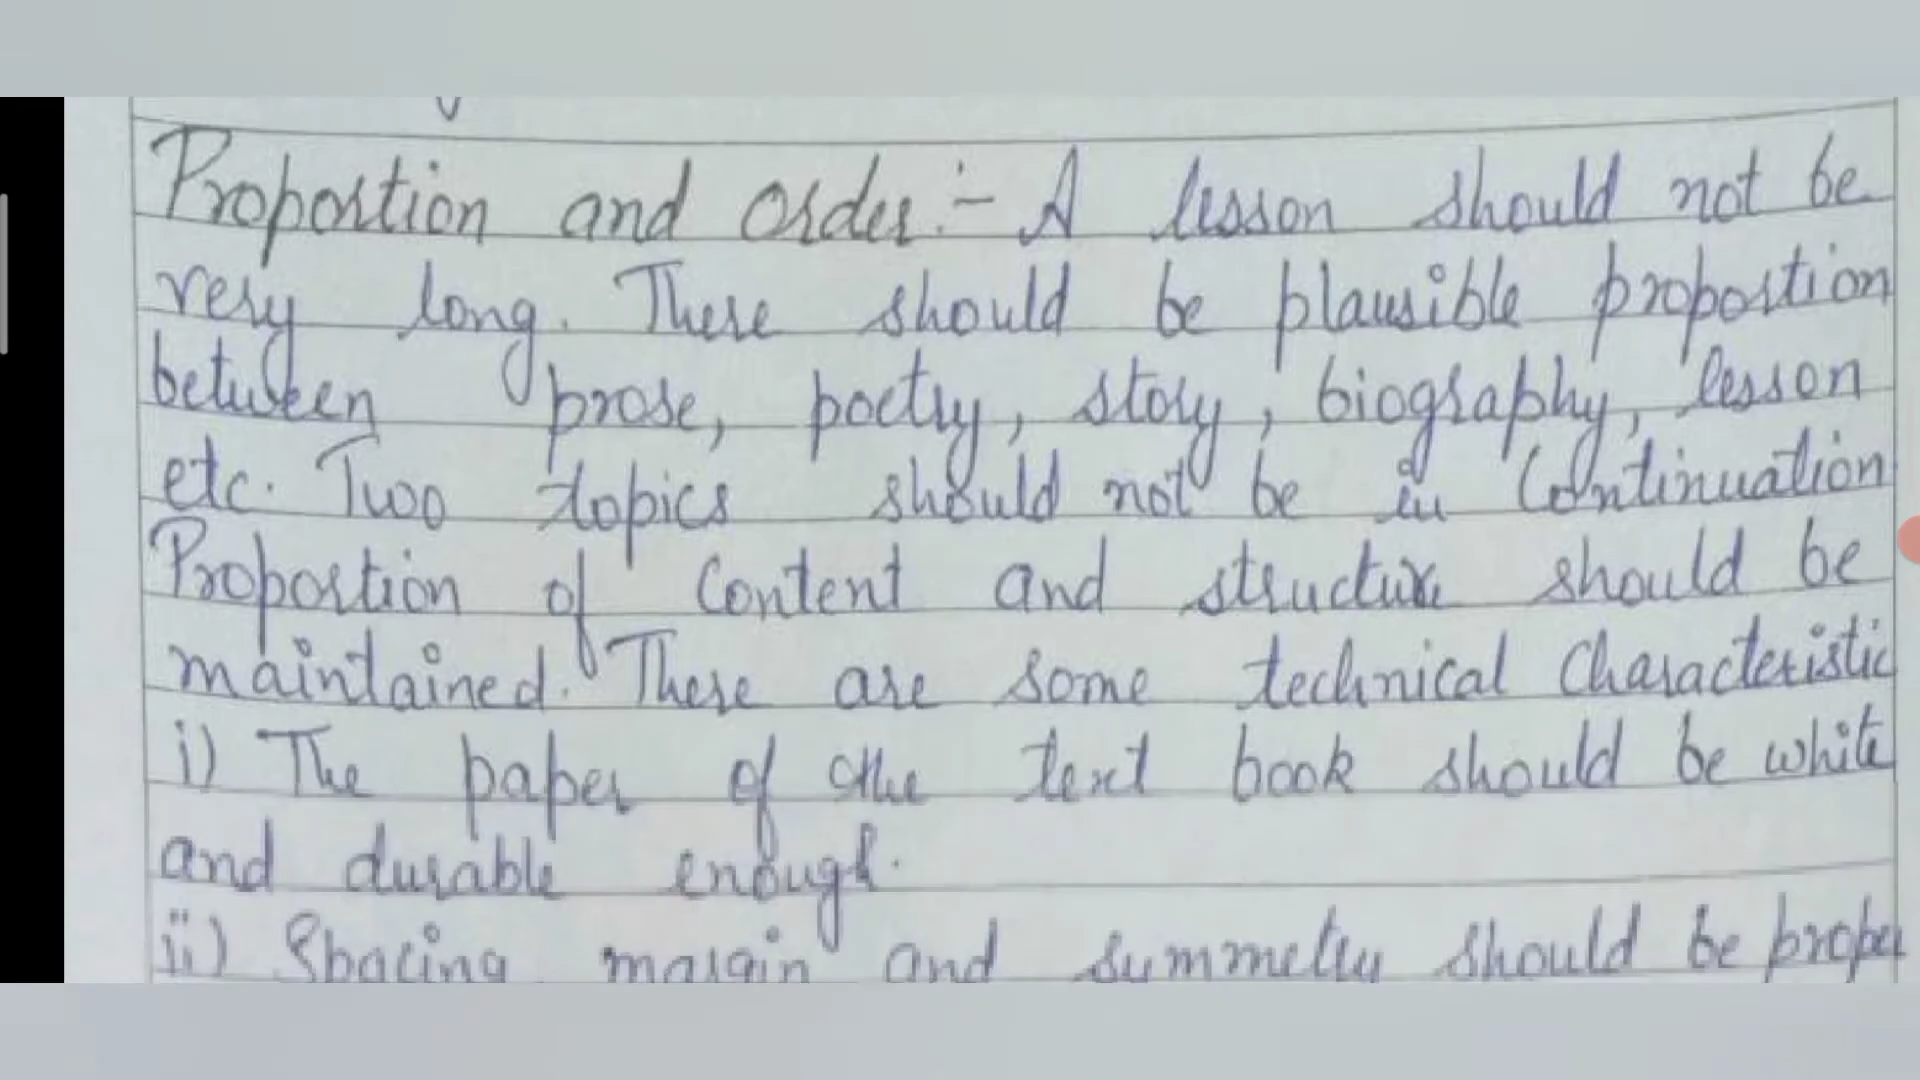 Proportion and order:- A lesson should not be
very long. There should be plausible proportion
between prose, poetry, story, biography, lesson
etc. Two topics should not be in Continuation
Proportion of Content and structure should be
maintained. There are some technical Characteristic
i) The paper of the text book should be white
and durable enough.
ii) Spacing, margin and symmetry should be proper